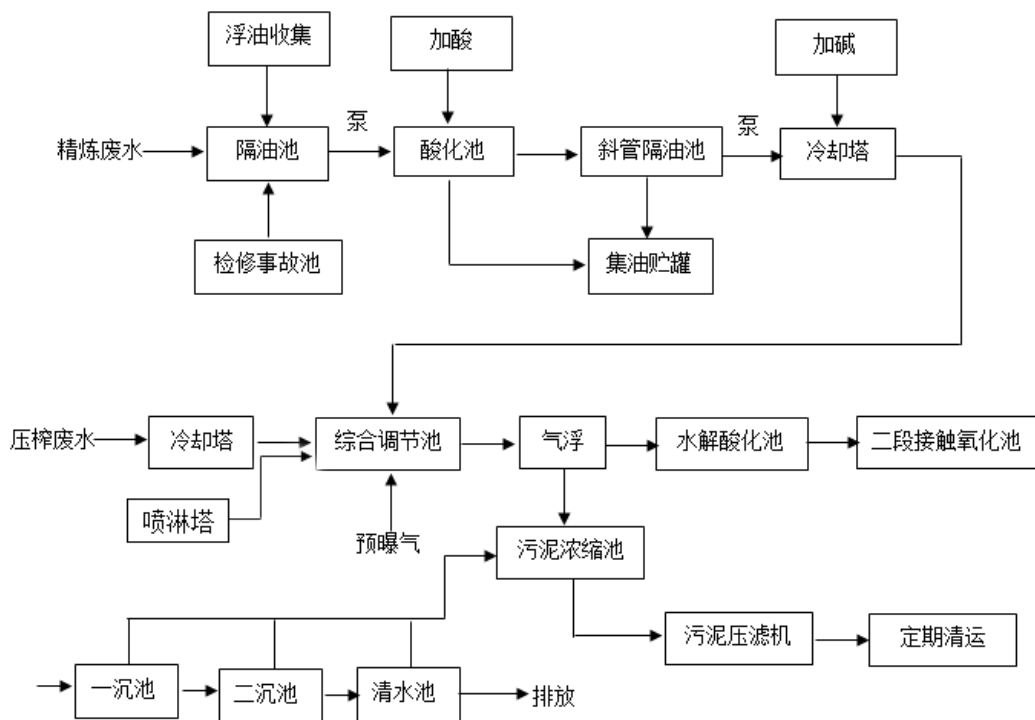 浮油收集
加酸
加碱
泵
泵
精炼废水
隔油池
酸化池
斜管隔油池
冷却塔
检修事故池
集油贮罐
压榨废水
冷却塔
综合调节池
气浮
水解酸化池
二段接触氧化池
喷淋塔
预曝气
污泥浓缩池
污泥压滤机
定期清运
一沉池
二沉池
清水池
排放